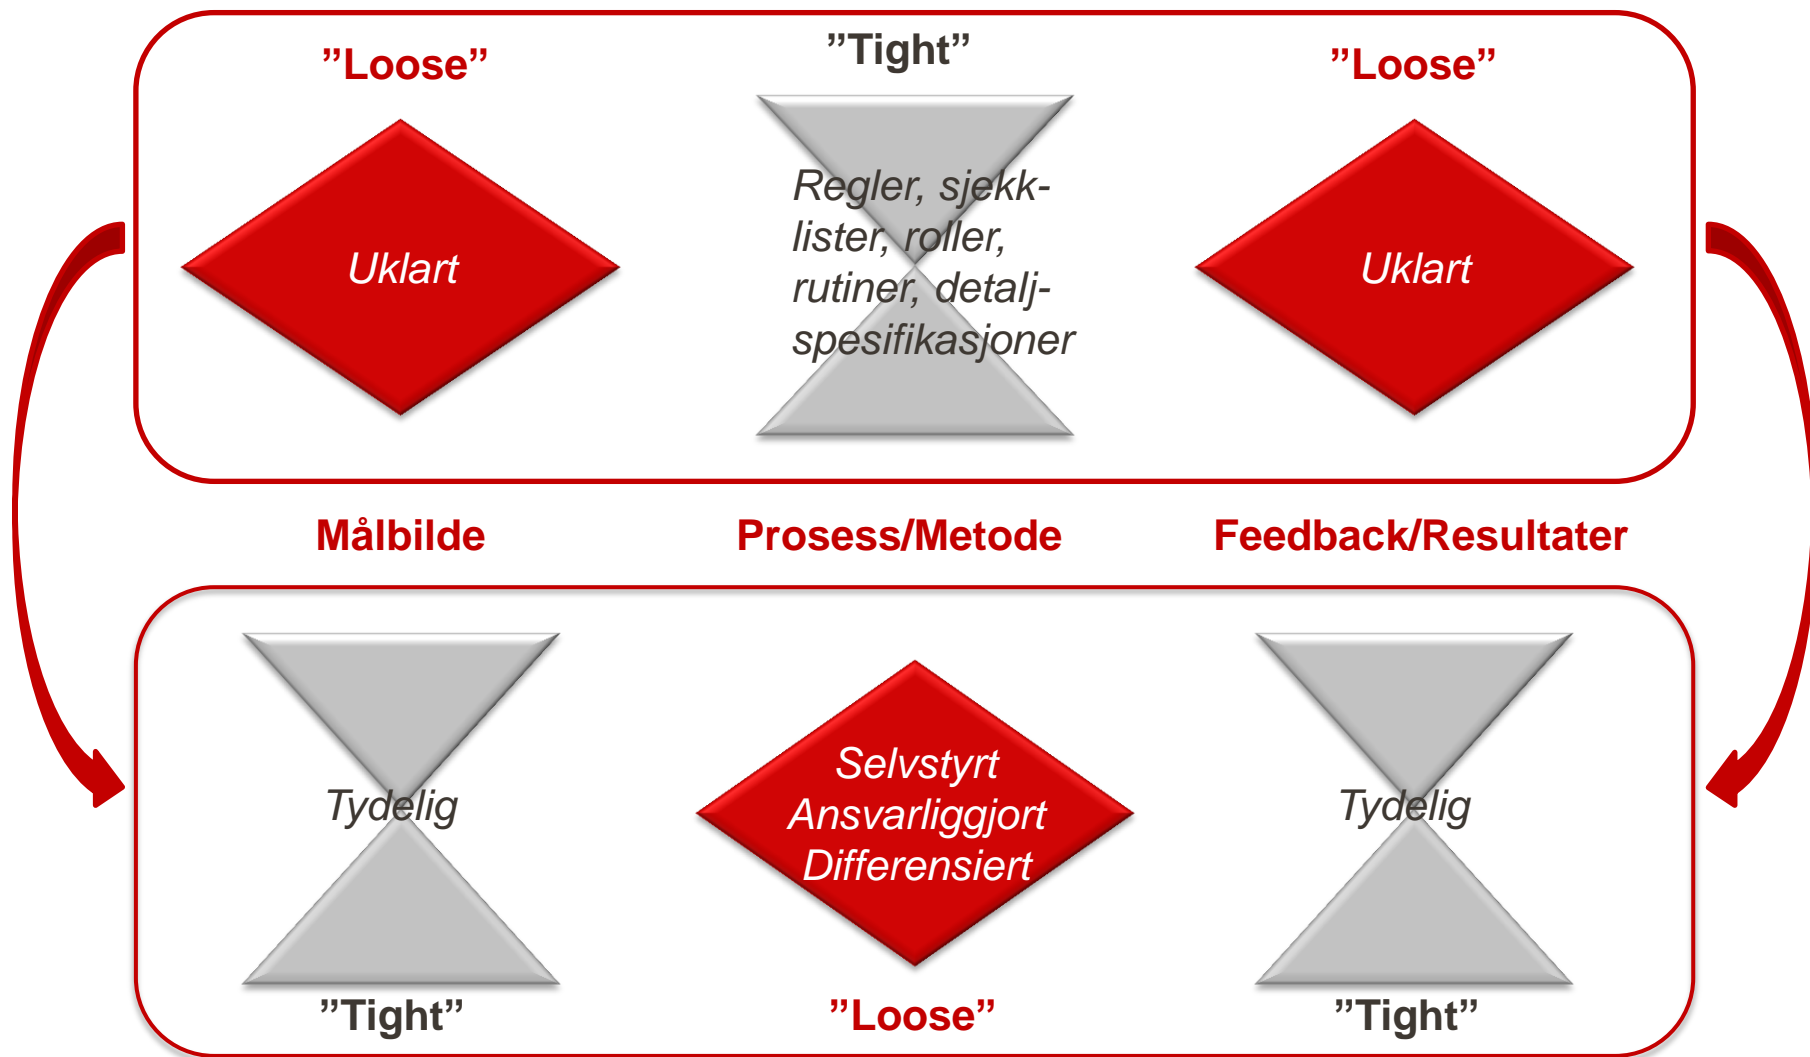 ”Loose”
”Tight”
”Loose”
Uklart
Regler, sjekk-
lister, roller,
rutiner, detalj-
spesifikasjoner
Uklart
Målbilde
Prosess/Metode
Feedback/Resultater
Tydelig
Selvstyrt
Ansvarliggjort
Differensiert
Tydelig
”Tight”
”Loose”
”Tight”